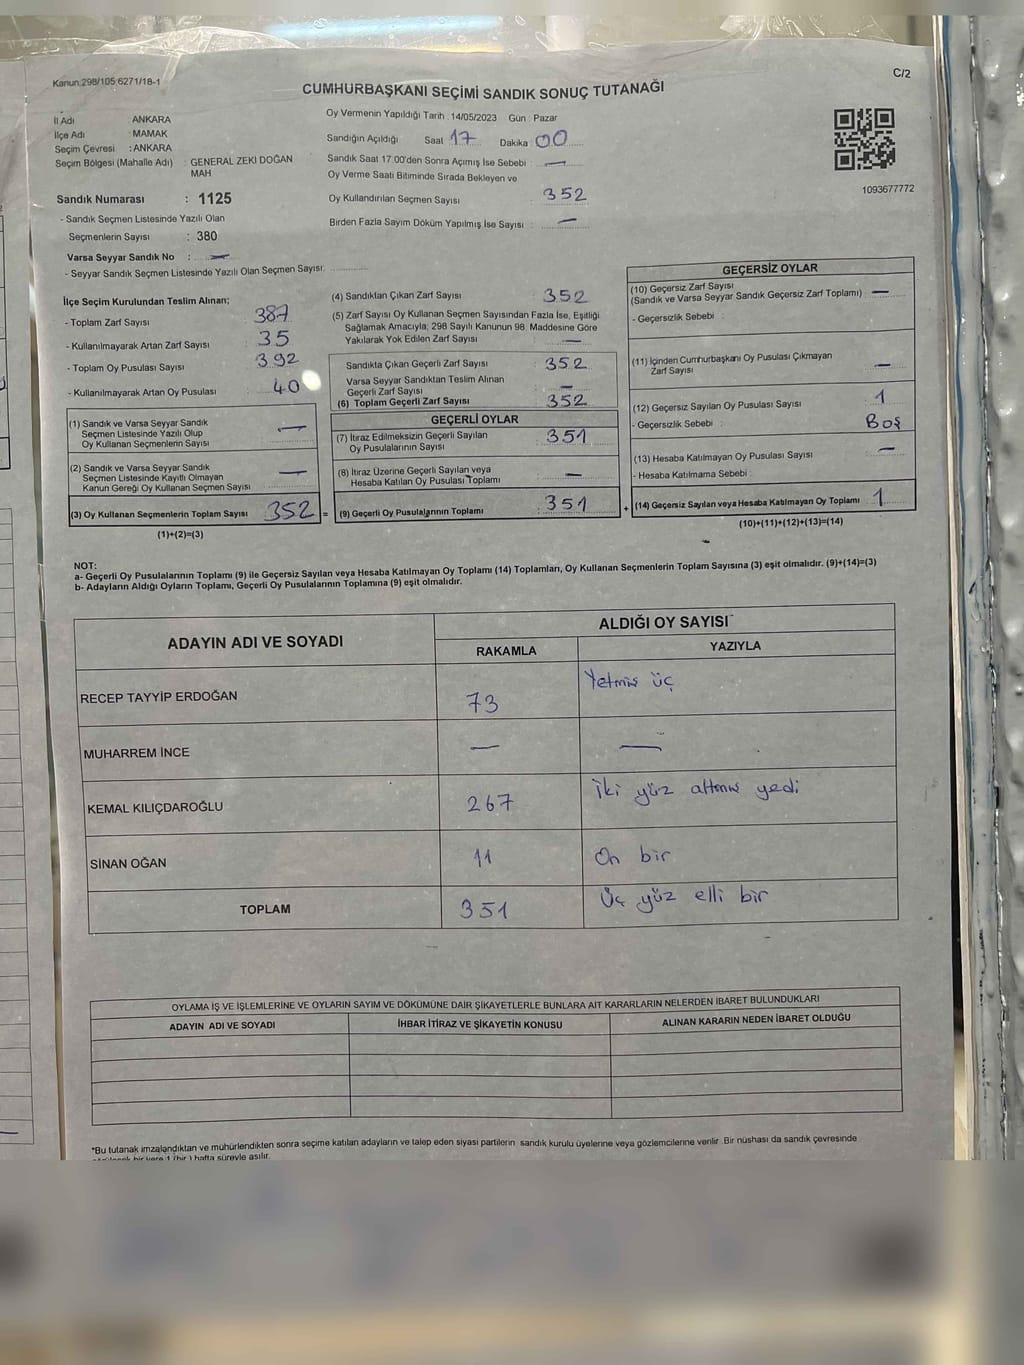 Kanun:298/105:6271/18-1
C/2
CUMHURBAŞKANI SEÇİMİ SANDIK SONUÇ TUTANAĞI
İl Adı : ANKARA
İlçe Adı : MAMAK
Seçim Çevresi : ANKARA
Seçim Bölgesi (Mahalle Adı) : GENERAL ZEKİ DOĞAN
MAH
Sandık Numarası : 1125
- Sandık Seçmen Listesinde Yazılı Olan
Seçmenlerin Sayısı : 380
Varsa Seyyar Sandık No : —
- Seyyar Sandık Seçmen Listesinde Yazılı Olan Seçmen Sayısı:
Oy Vermenin Yapıldığı Tarih : 14/05/2023 Gün : Pazar
Sandığın Açıldığı Saat 17 Dakika 00
Sandık Saat 17.00'den Sonra Açılmış İse Sebebi : —
Oy Verme Saati Bitiminde Sırada Bekleyen ve
Oy Kullandırılan Seçmen Sayısı : 352
Birden Fazla Sayım Döküm Yapılmış İse Sayısı : —
1093677772
İlçe Seçim Kurulundan Teslim Alınan;
- Toplam Zarf Sayısı 387
- Kullanılmayarak Artan Zarf Sayısı 35
- Toplam Oy Pusulası Sayısı 392
- Kullanılmayarak Artan Oy Pusulası 40
(1) Sandık ve Varsa Seyyar Sandık
Seçmen Listesinde Yazılı Olup
Oy Kullanan Seçmenlerin Sayısı —
(2) Sandık ve Varsa Seyyar Sandık
Seçmen Listesinde Kayıtlı Olmayan
Kanun Gereği Oy Kullanan Seçmen Sayısı —
(3) Oy Kullanan Seçmenlerin Toplam Sayısı 352 =
(1)+(2)=(3)
(4) Sandıktan Çıkan Zarf Sayısı 352
(5) Zarf Sayısı Oy Kullanan Seçmen Sayısından Fazla İse, Eşitliği
Sağlamak Amacıyla; 298 Sayılı Kanunun 98. Maddesine Göre
Yakılarak Yok Edilen Zarf Sayısı —
Sandıkta Çıkan Geçerli Zarf Sayısı 352
Varsa Seyyar Sandıktan Teslim Alınan
Geçerli Zarf Sayısı —
(6) Toplam Geçerli Zarf Sayısı 352
GEÇERLİ OYLAR
(7) İtiraz Edilmeksizin Geçerli Sayılan
Oy Pusulalarının Sayısı 351
(8) İtiraz Üzerine Geçerli Sayılan veya
Hesaba Katılan Oy Pusulası Toplamı —
(9) Geçerli Oy Pusulalarının Toplamı 351 +
GEÇERSİZ OYLAR
(10) Geçersiz Zarf Sayısı
(Sandık ve Varsa Seyyar Sandık Geçersiz Zarf Toplamı) —
- Geçersizlik Sebebi :
(11) İçinden Cumhurbaşkanı Oy Pusulası Çıkmayan
Zarf Sayısı —
(12) Geçersiz Sayılan Oy Pusulası Sayısı 1
- Geçersizlik Sebebi : Boş
(13) Hesaba Katılmayan Oy Pusulası Sayısı —
- Hesaba Katılmama Sebebi :
(14) Geçersiz Sayılan veya Hesaba Katılmayan Oy Toplamı 1
(10)+(11)+(12)+(13)=(14)
NOT:
a- Geçerli Oy Pusulalarının Toplamı (9) ile Geçersiz Sayılan veya Hesaba Katılmayan Oy Toplamı (14) Toplamları, Oy Kullanan Seçmenlerin Toplam Sayısına (3) eşit olmalıdır. (9)+(14)=(3)
b- Adayların Aldığı Oyların Toplamı, Geçerli Oy Pusulalarının Toplamına (9) eşit olmalıdır.
ADAYIN ADI VE SOYADI
ALDIĞI OY SAYISI
RAKAMLA YAZIYLA
RECEP TAYYİP ERDOĞAN 73 Yetmiş üç
MUHARREM İNCE — —
KEMAL KILIÇDAROĞLU 267 İki yüz altmış yedi
SİNAN OĞAN 11 On bir
TOPLAM 351 Üç yüz elli bir
OYLAMA İŞ VE İŞLEMLERİNE VE OYLARIN SAYIM VE DÖKÜMÜNE DAİR ŞİKAYETLERLE BUNLARA AİT KARARLARIN NELERDEN İBARET BULUNDUKLARI
ADAYIN ADI VE SOYADI İHBAR İTİRAZ VE ŞİKAYETİN KONUSU ALINAN KARARIN NEDEN İBARET OLDUĞU
*Bu tutanak imzalandıktan ve mühürlendikten sonra seçime katılan adayların ve talep eden siyasi partilerin sandık kurulu üyelerine veya gözlemcilerine verilir. Bir nüshası da sandık çevresinde
bir yere 1 (bir) hafta süreyle asılır.